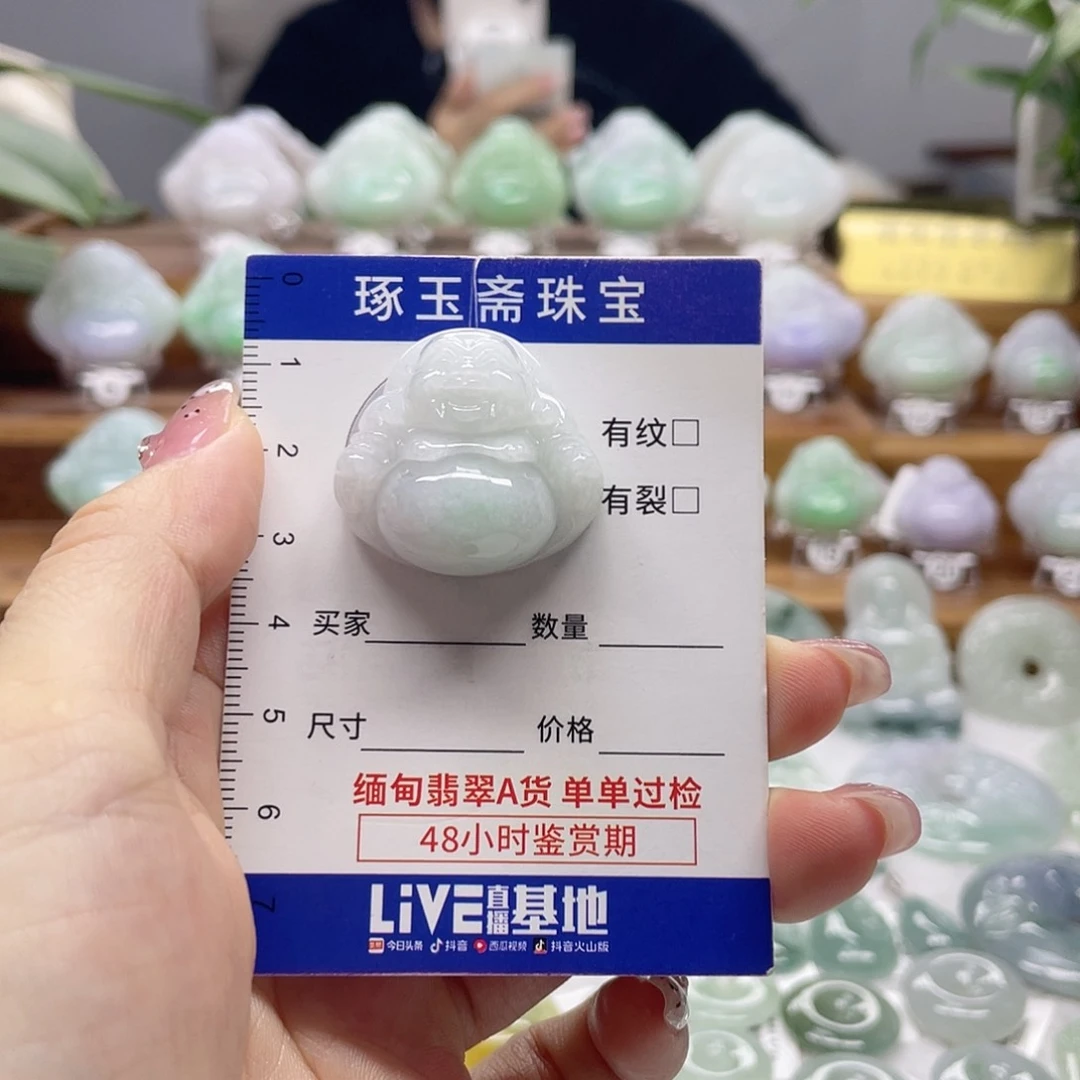 琢玉斋珠宝
0
1
有纹□
2
有裂□
3
4
买家 数量
5
尺寸 价格
缅甸翡翠A货 单单过检
6
48小时鉴赏期
7
LiVE直播基地
今日头条 抖音 西瓜视频 抖音火山版